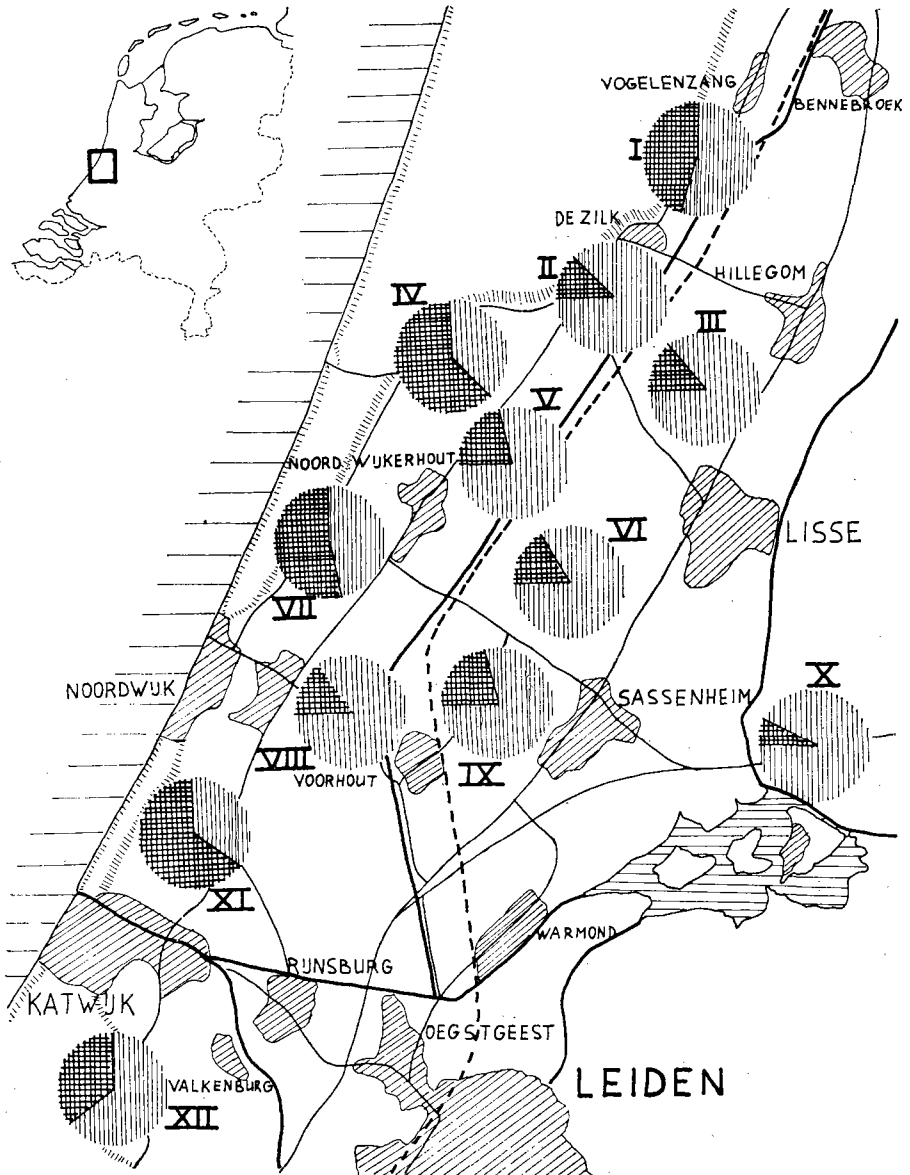 VOGELENZANG
BENNEBROEK
I
DE ZILK
II
HILLEGOM
IV
III
V
NOORDWIJKERHOUT
VI
LISSE
VII
NOORDWIJK
SASSENHEIM
X
VIII
IX
VOORHOUT
XI
WARMOND
RIJNSBURG
KATWIJK
OEGSTGEEST
VALKENBURG
LEIDEN
XII